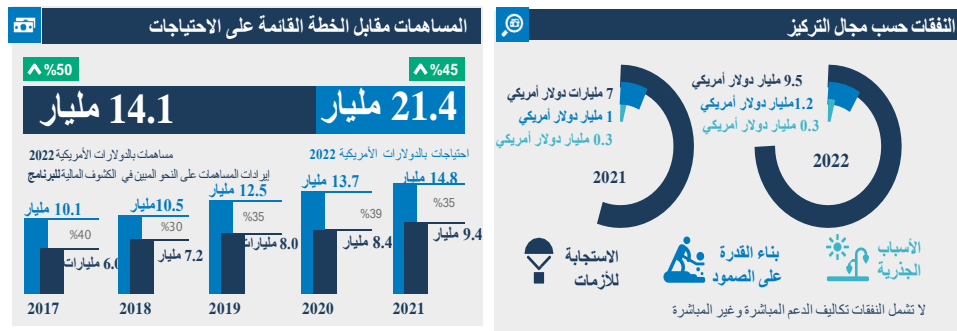 النفقات حسب مجال التركيز
9.5 مليار دولار أمريكي
1.2 مليار دولار أمريكي
0.3 مليار دولار أمريكي
2022
7 مليارات دولار أمريكي
1 مليار دولار أمريكي
0.3 مليار دولار أمريكي
2021
الأسباب
الجذرية
بناء القدرة
على الصمود
الاستجابة
للأزمات
لا تشمل النفقات تكاليف الدعم المباشرة وغير المباشرة
المساهمات مقابل الخطة القائمة على الاحتياجات
%45
%50
21.4 مليار
14.1 مليار
احتياجات بالدولارات الأمريكية 2022
مساهمات بالدولارات الأمريكية 2022
إيرادات المساهمات على النحو المبين في الكشوف المالية للبرنامج
10.1 مليار
%40
6.0 مليارات
2017
10.5 مليار
%30
7.2 مليار
2018
12.5 مليار
%35
8.0 مليارات
2019
13.7 مليار
%39
8.4 مليار
2020
14.8 مليار
%35
9.4 مليار
2021